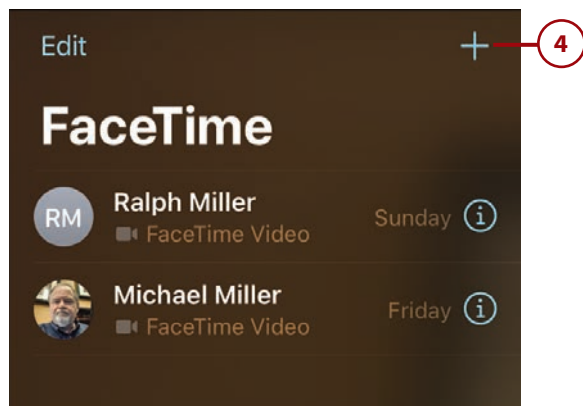 Edit
4
FaceTime
RM
Ralph Miller
FaceTime Video
Sunday
Michael Miller
FaceTime Video
Friday